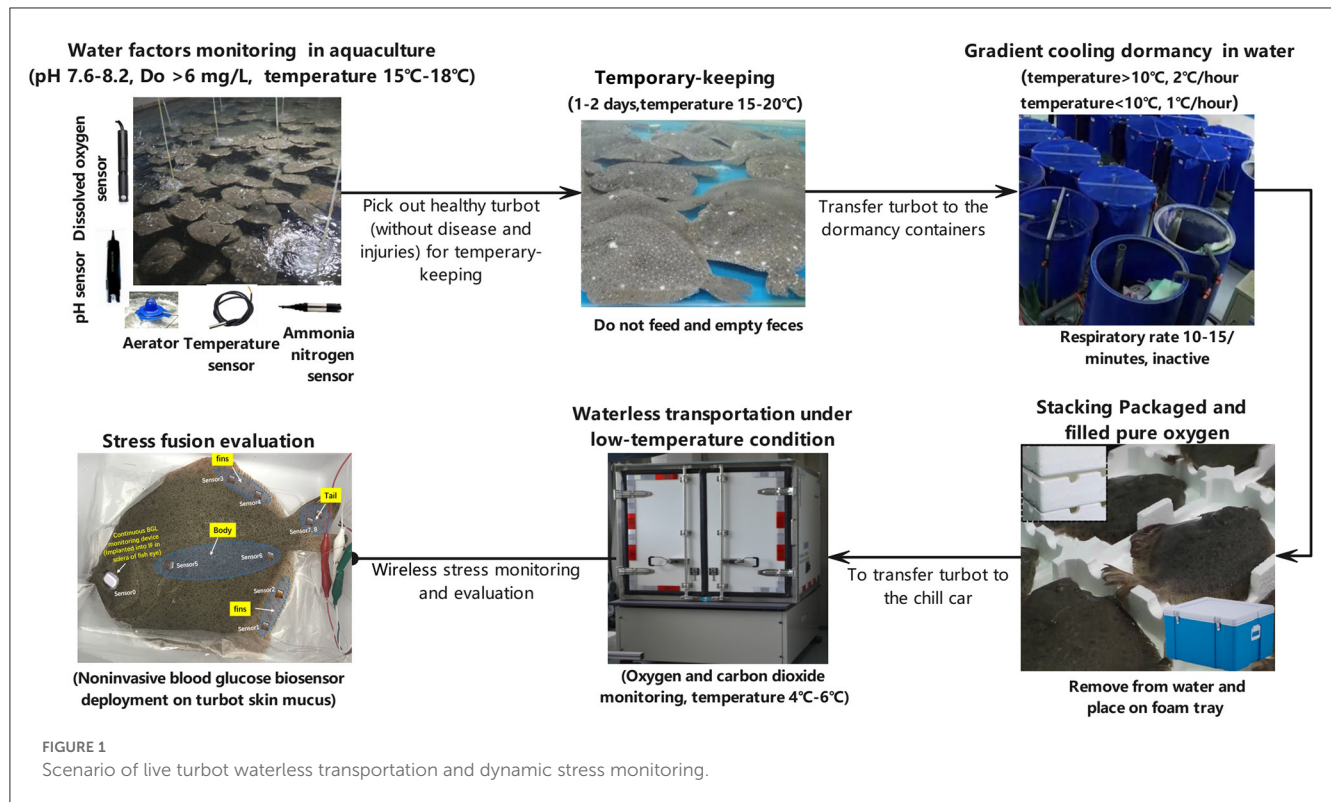 Water factors monitoring in aquaculture
(pH 7.6-8.2, Do >6 mg/L, temperature 15℃-18℃)
Dissolved oxygen
sensor
pH sensor
Aerator
Temperature
sensor
Ammonia
nitrogen
sensor
Pick out healthy turbot
(without disease and
injuries) for temperary-
keeping
Temporary-keeping
(1-2 days,temperature 15-20℃)
Do not feed and empty feces
Transfer turbot to the
dormancy containers
Gradient cooling dormancy in water
(temperature>10℃, 2℃/hour
temperature<10℃, 1℃/hour)
Respiratory rate 10-15/
minutes, inactive
Stacking Packaged and
filled pure oxygen
Remove from water and
place on foam tray
To transfer turbot to
the chill car
Waterless transportation under
low-temperature condition
(Oxygen and carbon dioxide
monitoring, temperature 4℃-6℃)
Wireless stress monitoring
and evaluation
Stress fusion evaluation
fins
Sensor3
Sensor4
Tail
Sensor7, 8
Body
Continuous BGL
monitoring device
(Implanted into IF in
sidera of fish eye)
Sensor0
Sensor5
Sensor6
Sensor2
fins
Sensor1
(Noninvasive blood glucose biosensor
deployment on turbot skin mucus)
FIGURE 1
Scenario of live turbot waterless transportation and dynamic stress monitoring.